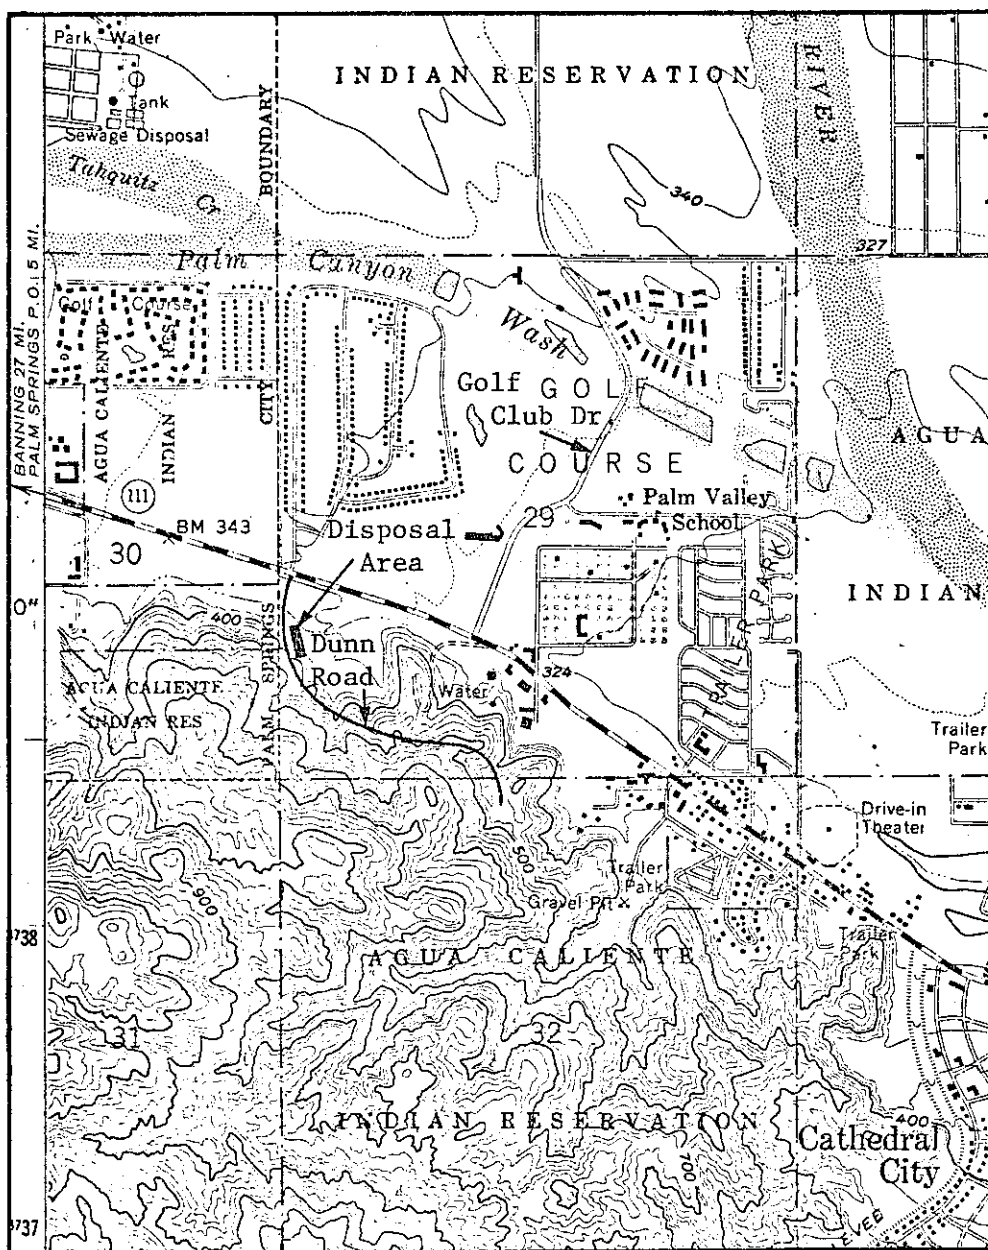 Park Water
INDIAN RESERVATION
RIVER
Tank
Sewage Disposal
BOUNDARY
Tahquitz
Cr
340
327
Palm Canyon
Wash
BANNING 27 MI.
PALM SPRINGS P.O. 5 MI.
Golf Course
AGUA CALIENTE
INDIAN
RES
CITY
Golf
Club Dr
GOLF
COURSE
AGUA
111
BM 343
Palm Valley
School
29
30
Disposal
Area
TRAILER PARK
INDIAN
0"
400
PALM SPRINGS
Dunn
Road
324
Water
AGUA CALIENTE
INDIAN RES
Trailer
Park
Drive-in
Theater
500
900
Trailer
Park
Gravel Pit
Trailer
Park
738
AGUA CALIENTE
31
32
INDIAN RESERVATION
400
Cathedral
City
700
737
LEVEE